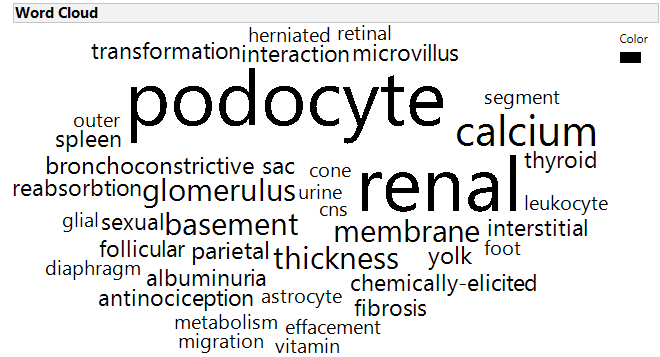 Word Cloud
Color
herniated retinal
transformation interaction microvillus
podocyte
segment
outer
calcium
spleen
thyroid
bronchoconstrictive sac cone
renal
reabsorbtion glomerulus urine
leukocyte
cns
glial sexual basement membrane interstitial
follicular parietal thickness yolk foot
diaphragm albuminuria chemically-elicited
antinociception astrocyte fibrosis
metabolism effacement
migration vitamin